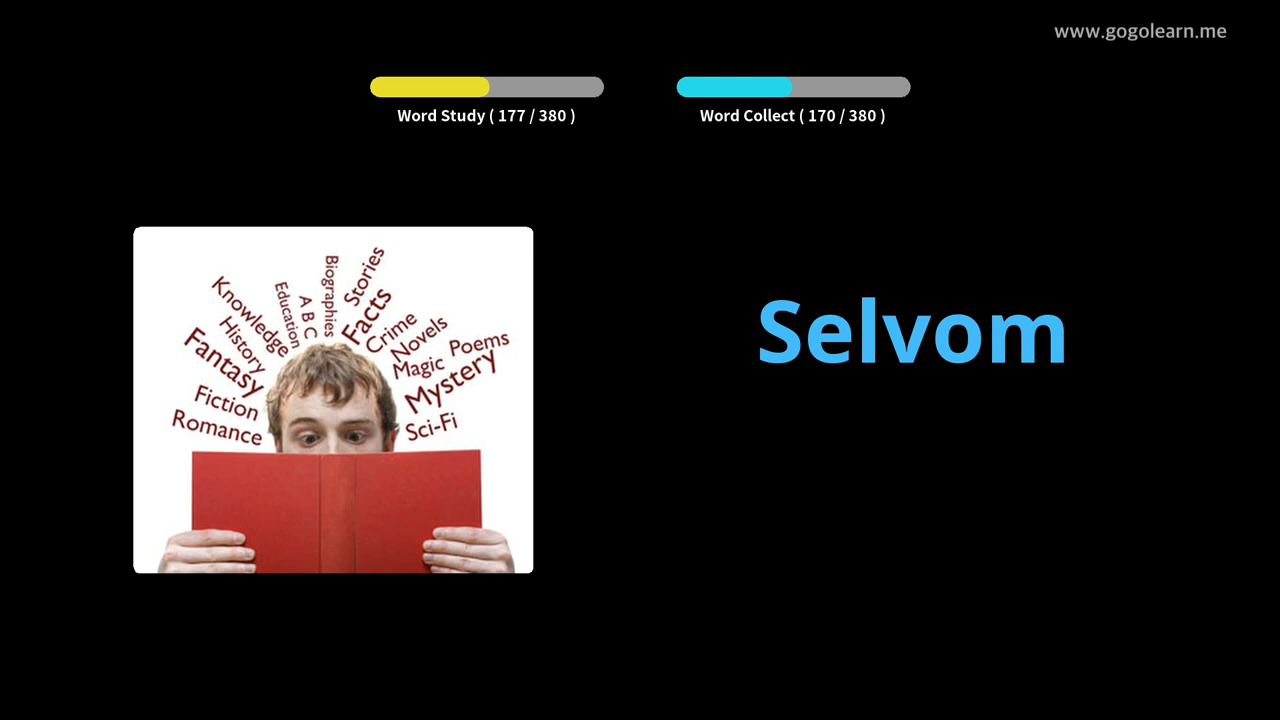 www.gogolearn.me
Word Study ( 177 / 380 )
Word Collect ( 170 / 380 )
Selvom
Knowledge
History
Fantasy
Fiction
Romance
Education
A B C
Biographies
Stories
Facts
Crime
Novels
Magic
Poems
Mystery
Sci-Fi